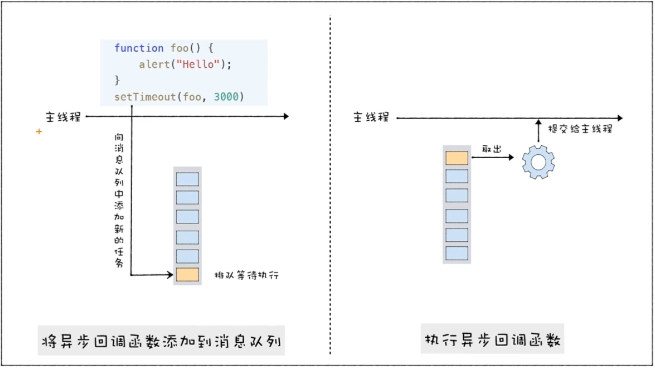 function foo() {
alert("Hello");
}
setTimeout(foo, 3000)
主线程
向消息队列中添加新的任务
排队等待执行
将异步回调函数添加到消息队列
主线程
提交给主线程
取出
执行异步回调函数